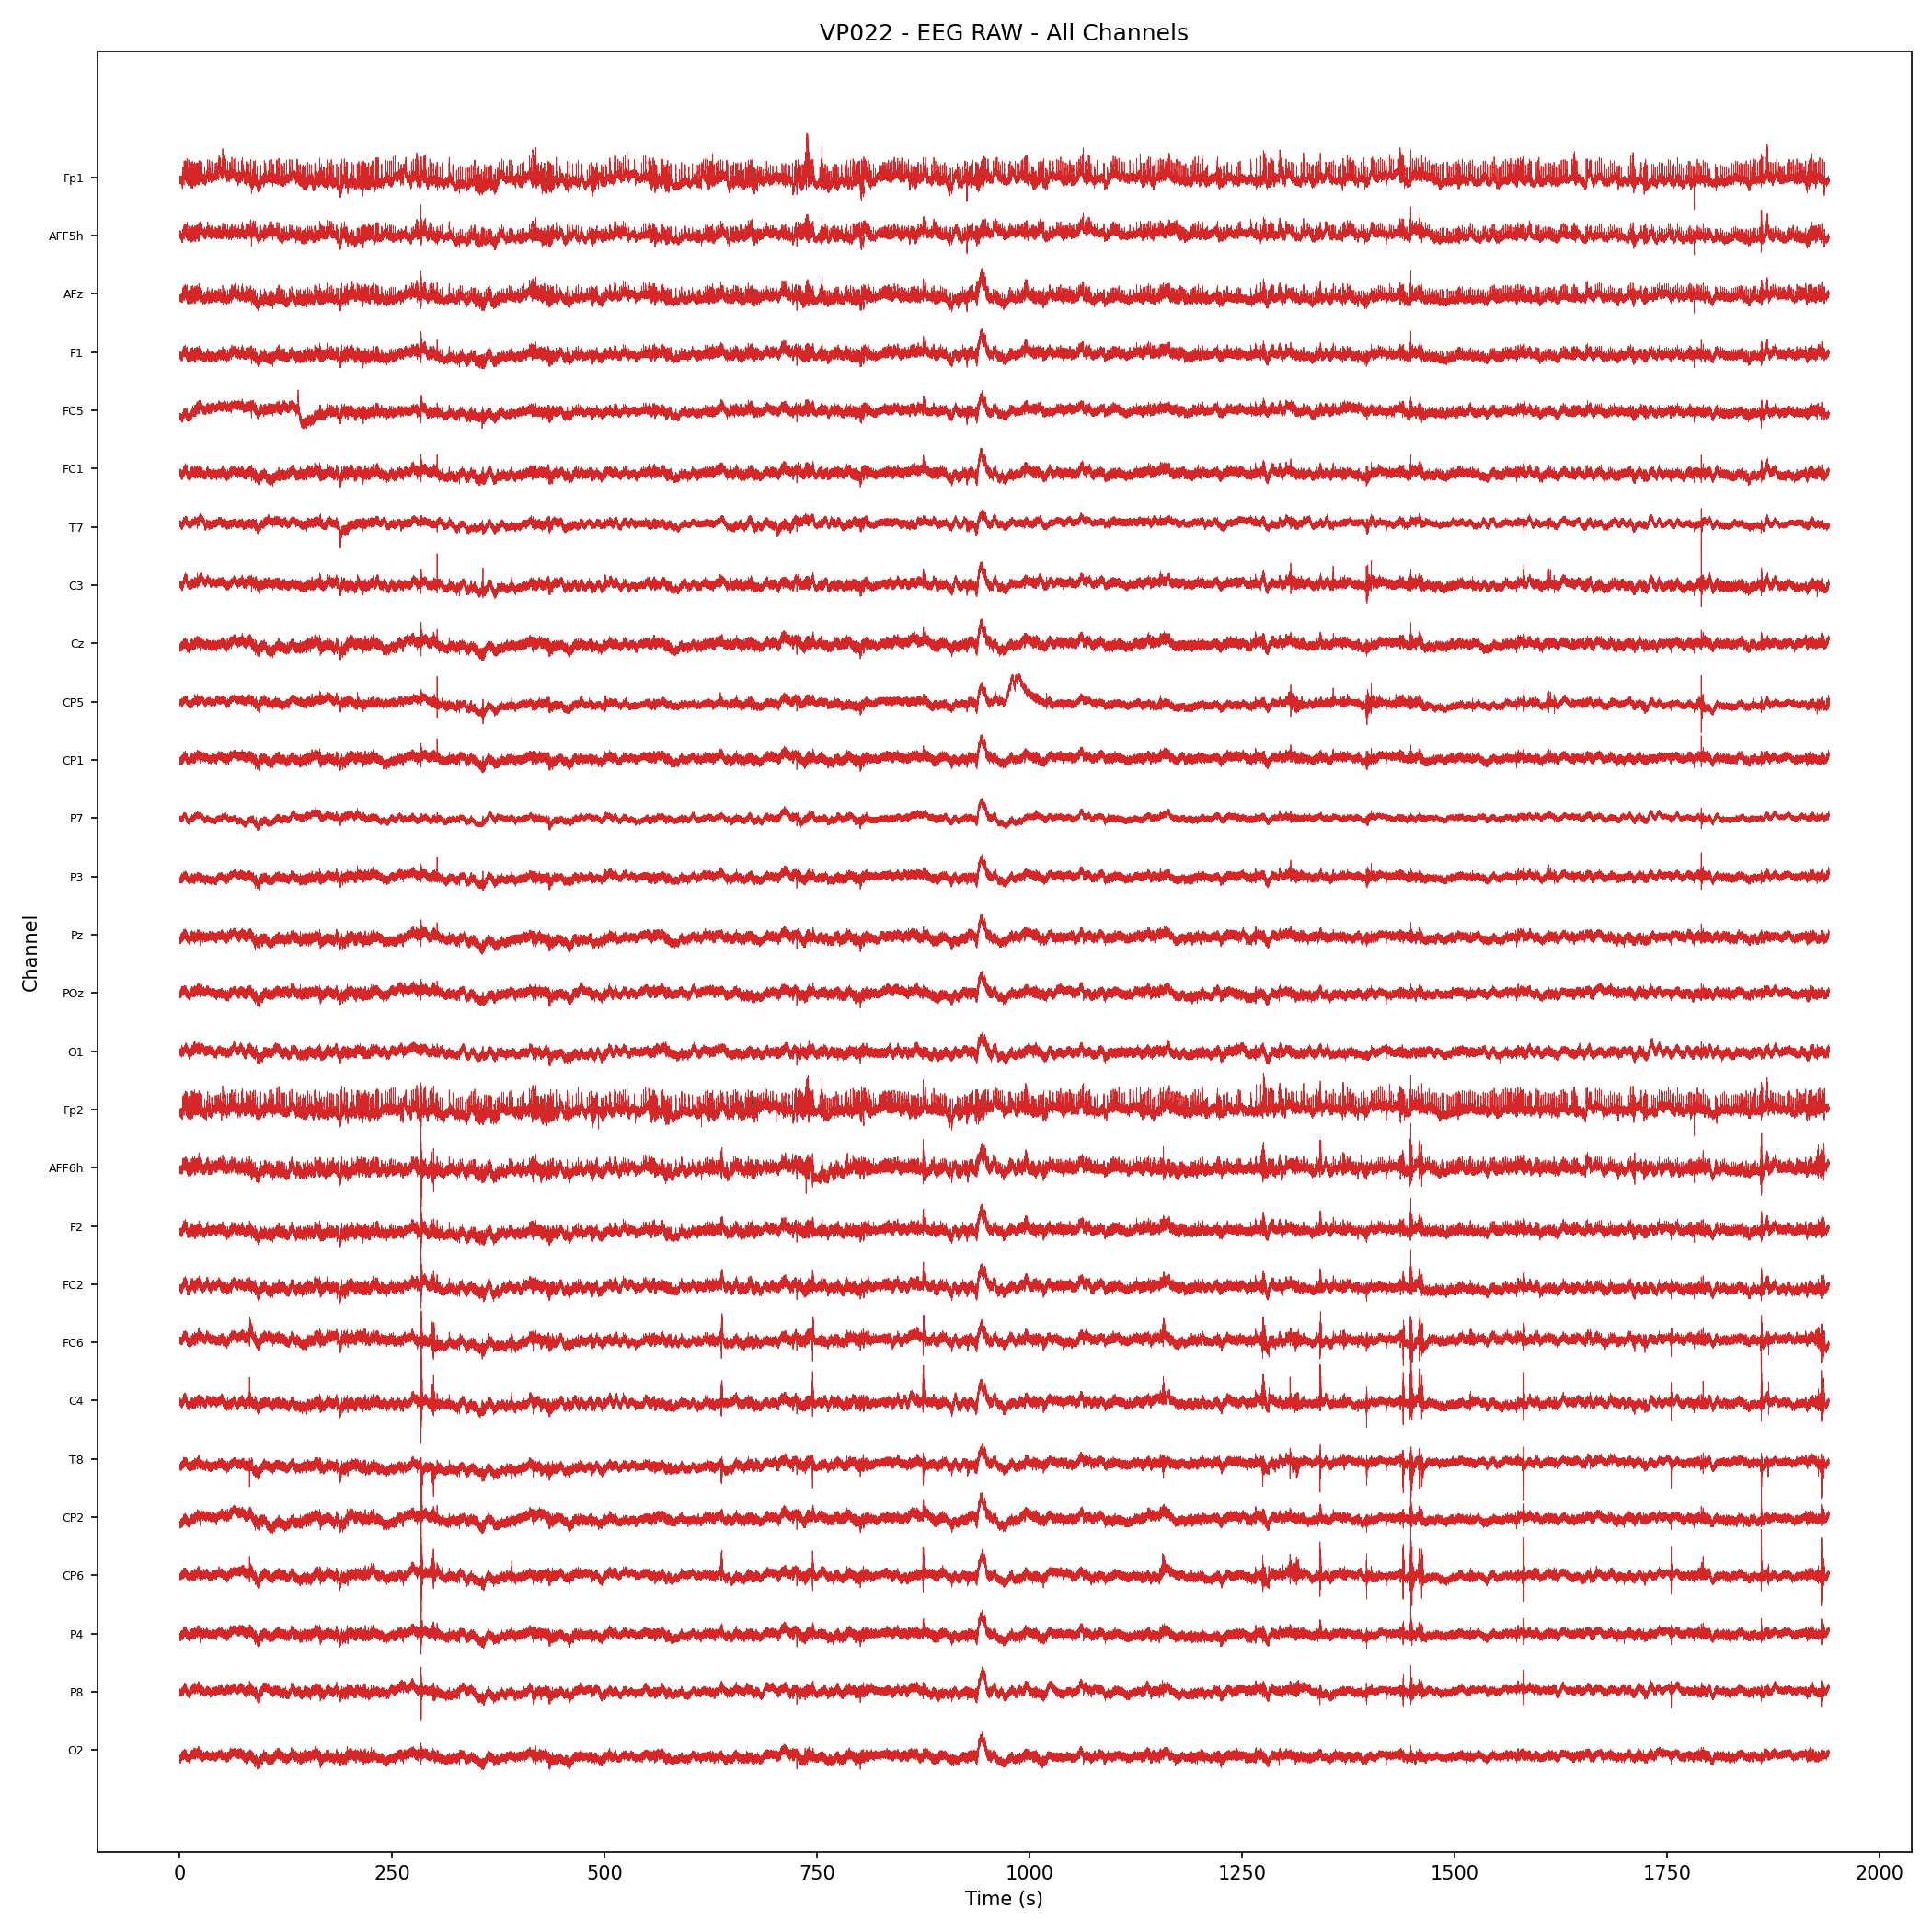 VP022 - EEG RAW - All Channels
Channel
Fp1
AFF5h
AFz
F1
FC5
FC1
T7
C3
Cz
CP5
CP1
P7
P3
Pz
POz
O1
Fp2
AFF6h
F2
FC2
FC6
C4
T8
CP2
CP6
P4
P8
O2
0 250 500 750 1000 1250 1500 1750 2000
Time (s)